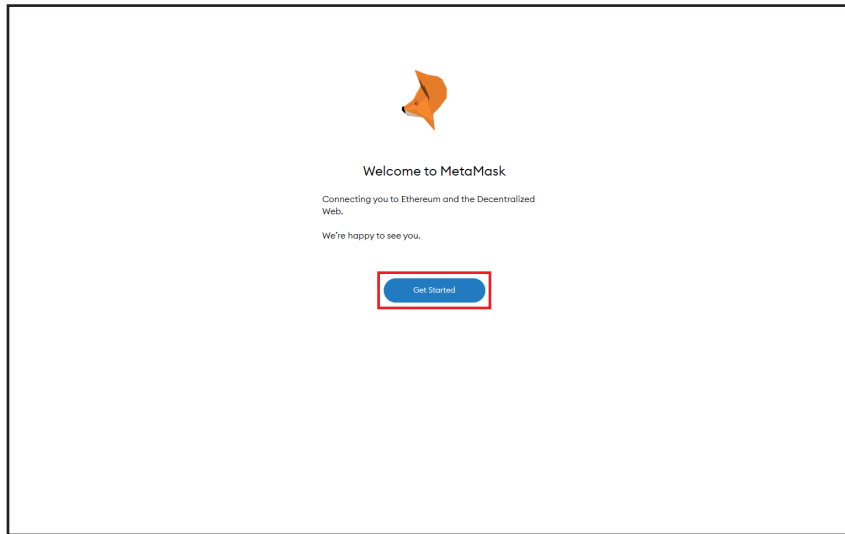 Welcome to MetaMask
Connecting you to Ethereum and the Decentralized
Web.
We're happy to see you.
Get Started